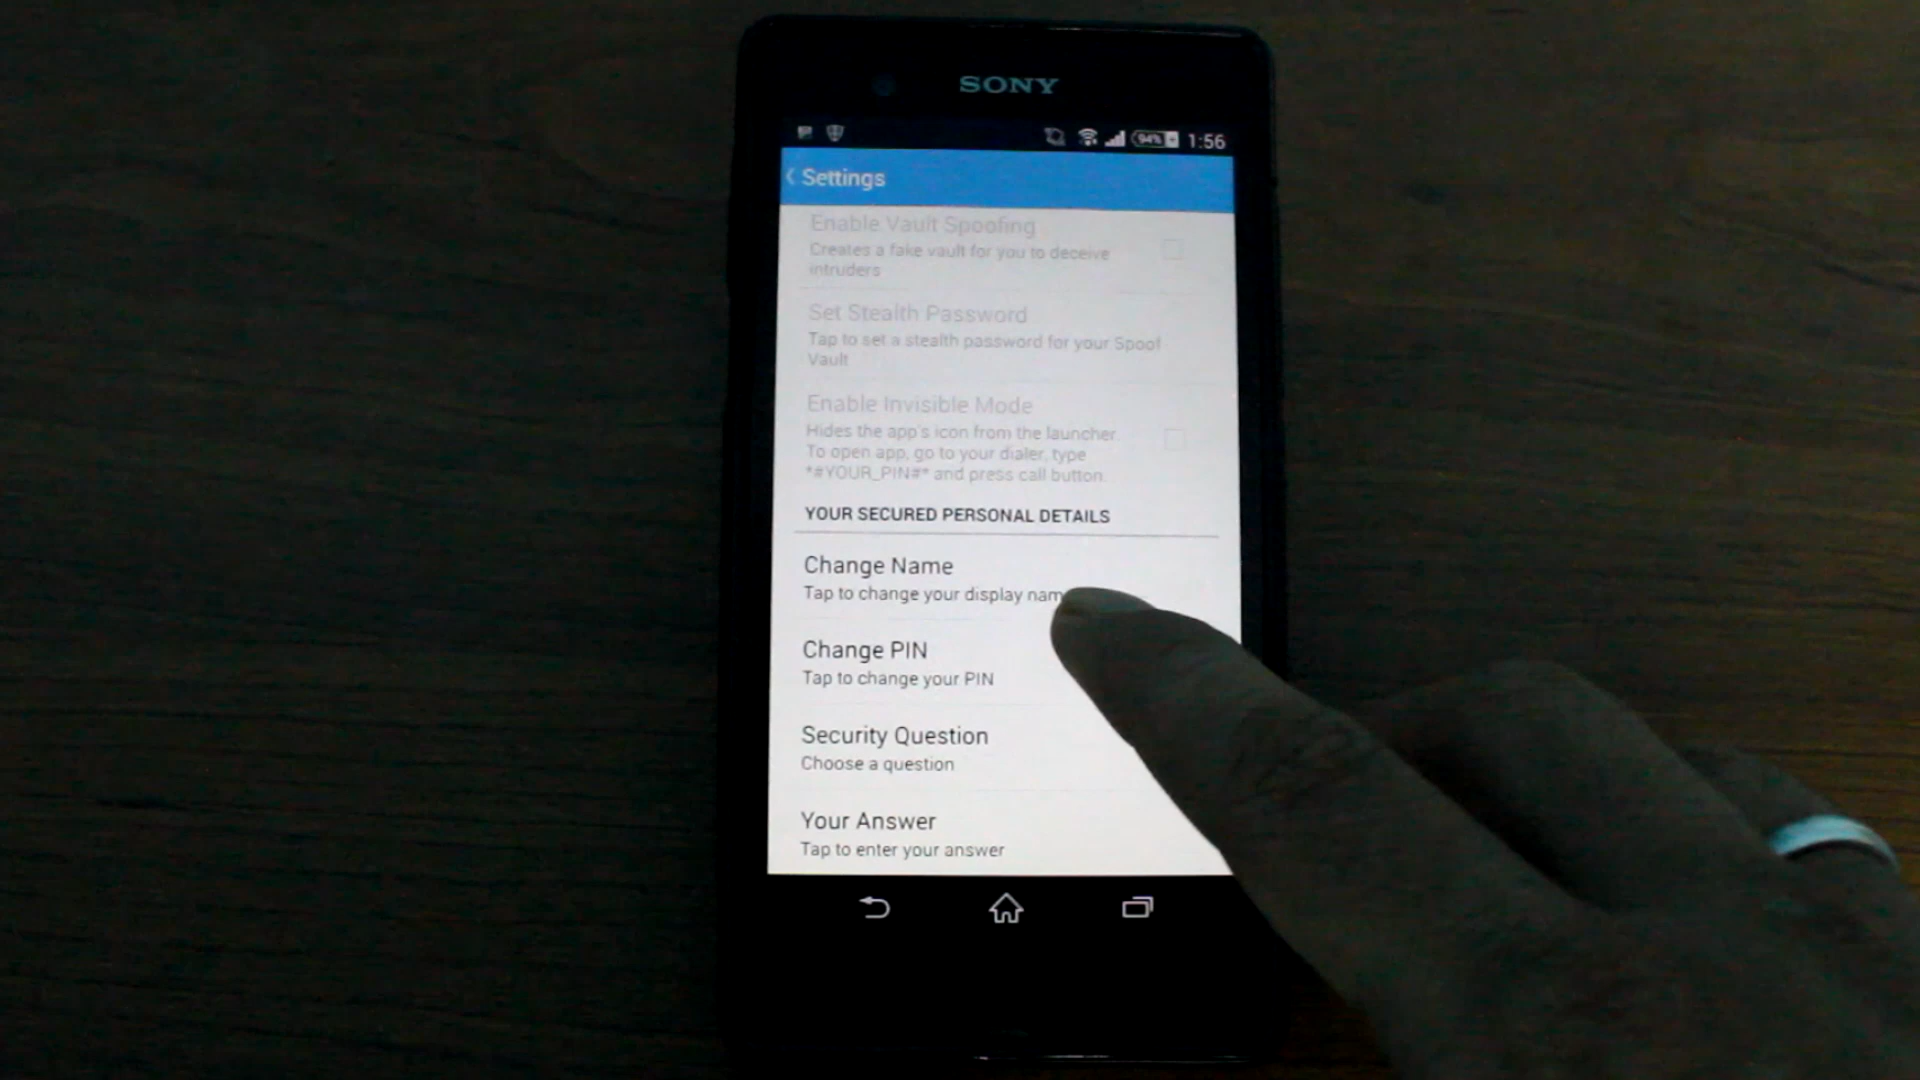 SONY
94% 1:56
Settings
Enable Vault Spoofing
Creates a fake vault for you to deceive
intruders
Set Stealth Password
Tap to set a stealth password for your Spoof
Vault
Enable Invisible Mode
Hides the app's icon from the launcher.
To open app, go to your dialer, type
*#YOUR_PIN#* and press call button.
YOUR SECURED PERSONAL DETAILS
Change Name
Tap to change your display nam
Change PIN
Tap to change your PIN
Security Question
Choose a question
Your Answer
Tap to enter your answer